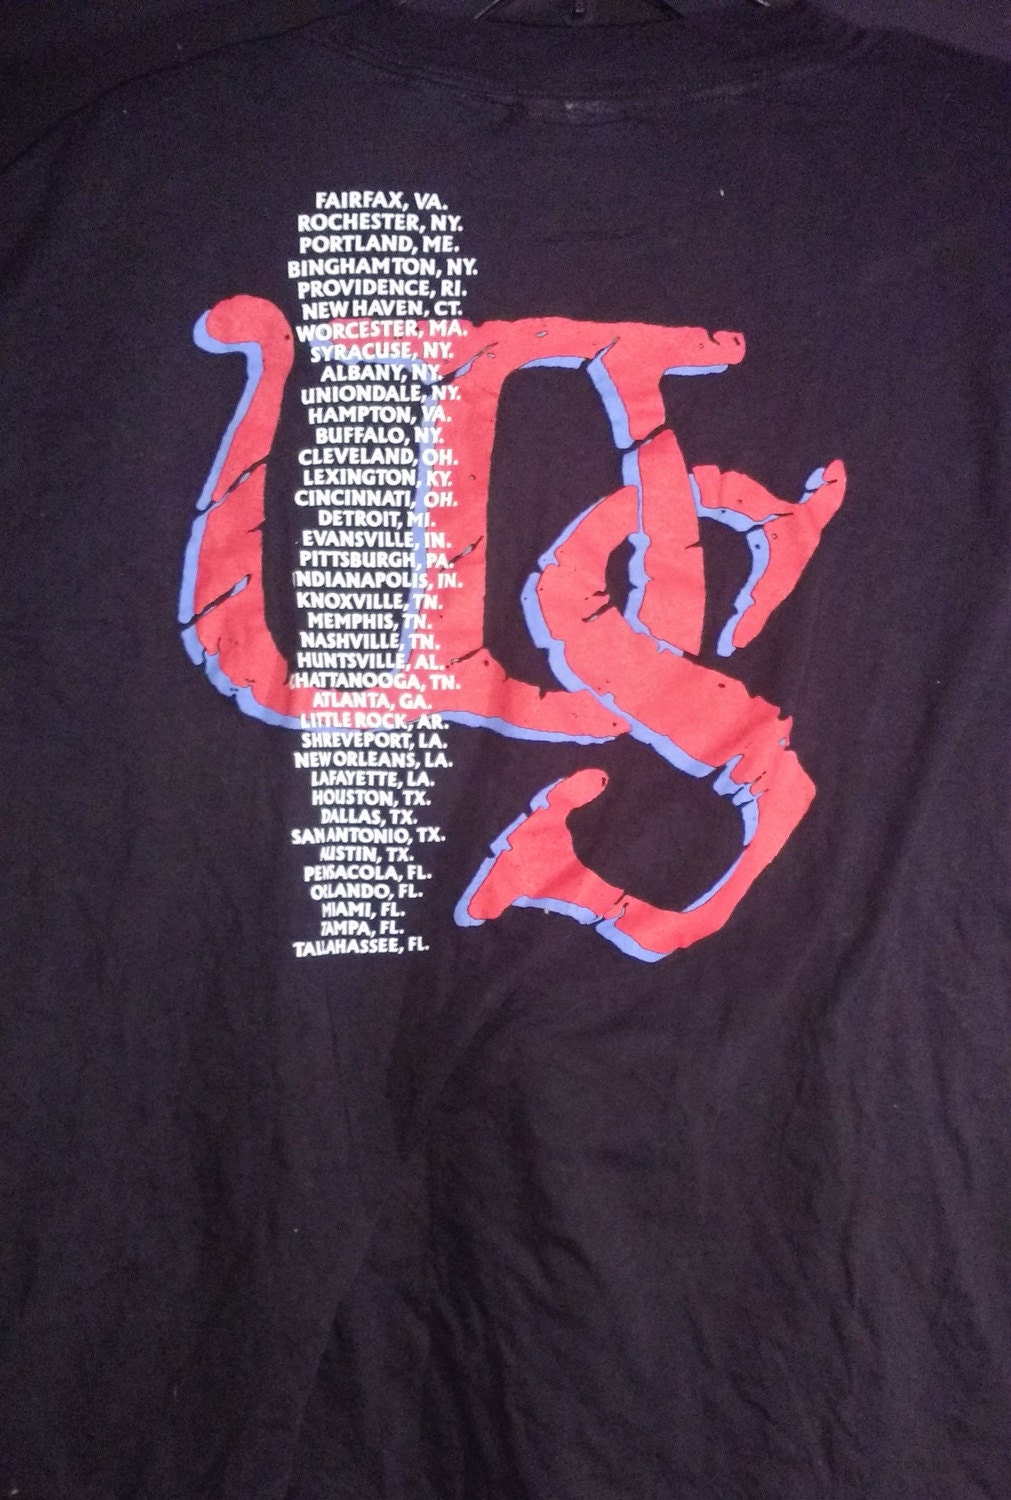 FAIRFAX, VA.
ROCHESTER, NY.
PORTLAND, ME.
BINGHAMTON, NY.
PROVIDENCE, RI.
NEW HAVEN, CT.
WORCESTER, MA.
SYRACUSE, NY.
ALBANY, NY.
UNIONDALE, NY.
HAMPTON, VA.
BUFFALO, NY.
CLEVELAND, OH.
LEXINGTON, KY.
CINCINNATI, OH.
DETROIT, MI.
EVANSVILLE, IN.
PITTSBURGH, PA.
INDIANAPOLIS, IN.
KNOXVILLE, TN.
MEMPHIS, TN.
NASHVILLE, TN.
HUNTSVILLE, AL.
CHATTANOOGA, TN.
ATLANTA, GA.
LITTLE ROCK, AR.
SHREVEPORT, LA.
NEW ORLEANS, LA.
LAFAYETTE, LA.
HOUSTON, TX.
DALLAS, TX.
SAN ANTONIO, TX.
AUSTIN, TX.
PENSACOLA, FL.
ORLANDO, FL.
MIAMI, FL.
TAMPA, FL.
TALLAHASSEE, FL.